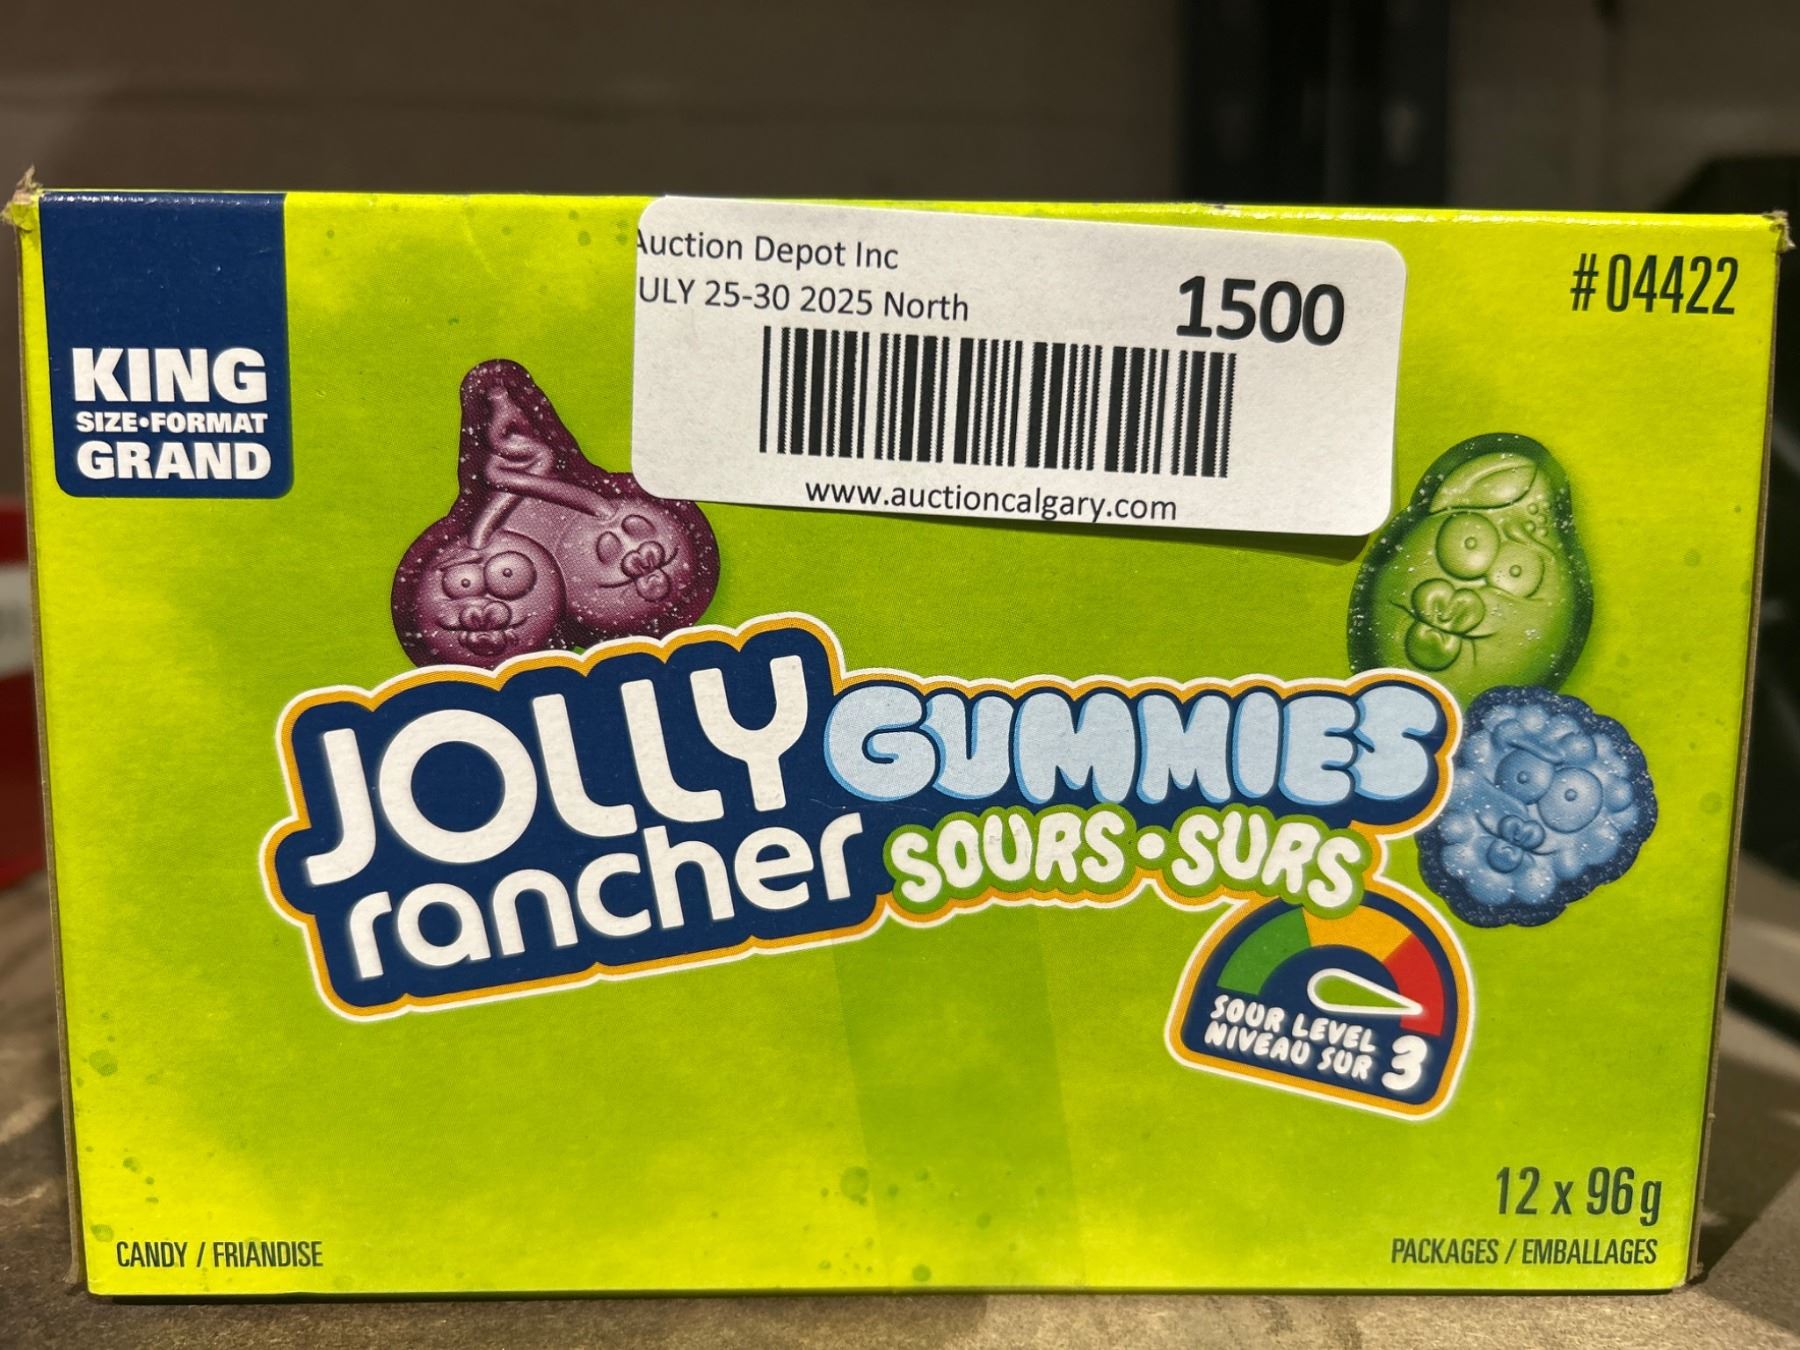 Auction Depot Inc
ULY 25-30 2025 North
1500
www.auctioncalgary.com
#04422
KING
SIZE•FORMAT
GRAND
JOLLY
rancher
GUMMIES
SOURS•SURS
SOUR LEVEL
NIVEAU SUR
3
12 x 96 g
PACKAGES / EMBALLAGES
CANDY / FRIANDISE